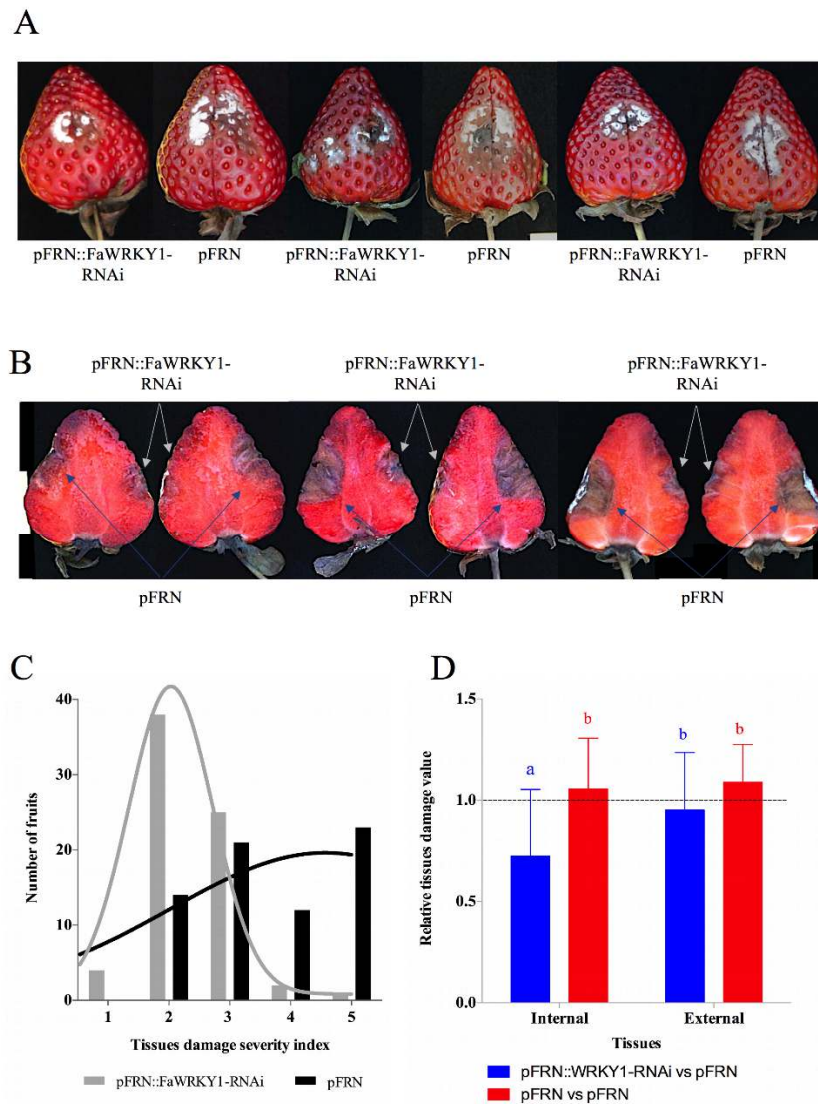 A
pFRN::FaWRKY1-
RNAi
pFRN
pFRN::FaWRKY1-
RNAi
pFRN
pFRN::FaWRKY1-
RNAi
pFRN
B
pFRN::FaWRKY1-
RNAi
pFRN::FaWRKY1-
RNAi
pFRN::FaWRKY1-
RNAi
pFRN
pFRN
pFRN
C
40
30
20
10
0
Number of fruits
1 2 3 4 5
Tissues damage severity index
pFRN::FaWRKY1-RNAi
pFRN
D
1.5
1.0
0.5
0.0
Relative tissues damage value
a
b
b
b
Internal
External
Tissues
pFRN::WRKY1-RNAi vs pFRN
pFRN vs pFRN